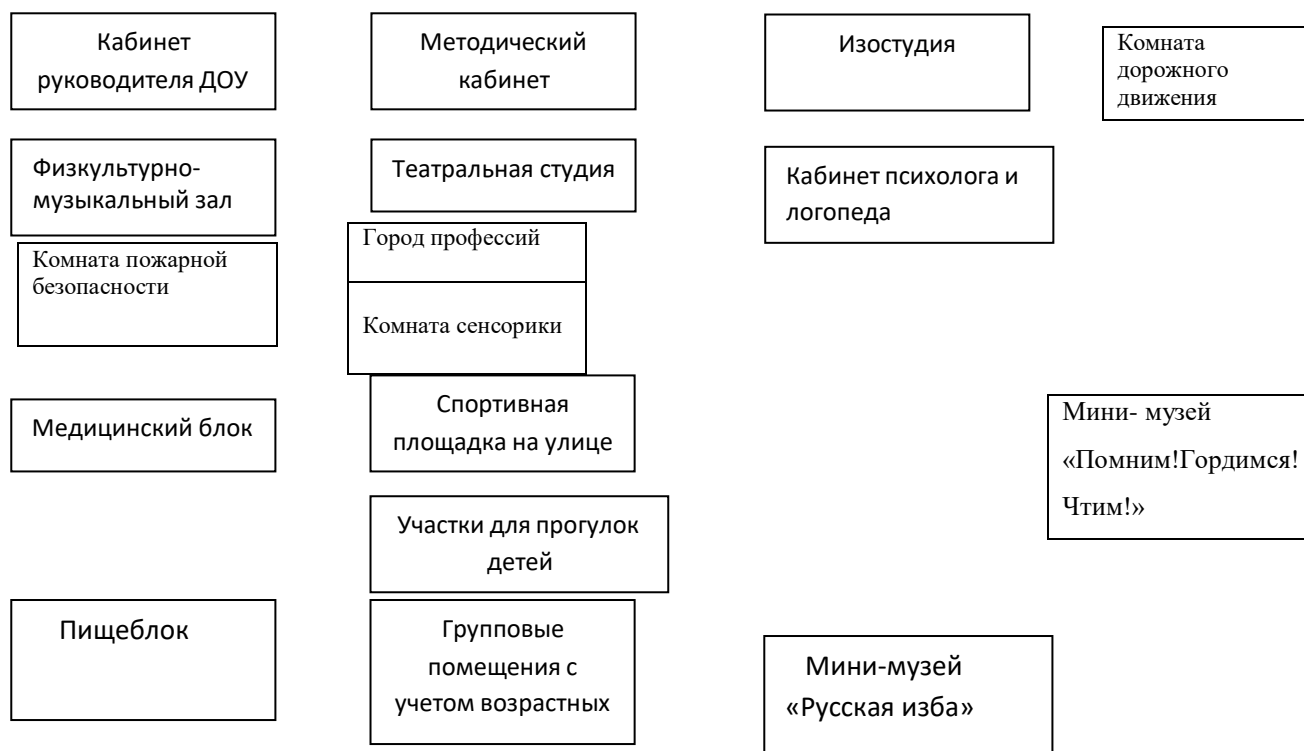 Кабинет
руководителя ДОУ
Методический
кабинет
Изостудия
Комната
дорожного
движения
Физкультурно-
музыкальный зал
Театральная студия
Кабинет психолога и
логопеда
Комната пожарной
безопасности
Город профессий
Комната сенсорики
Медицинский блок
Спортивная
площадка на улице
Мини- музей
«Помним!Гордимся!
Чтим!»
Участки для прогулок
детей
Пищеблок
Групповые
помещения с
учетом возрастных
Мини-музей
«Русская изба»